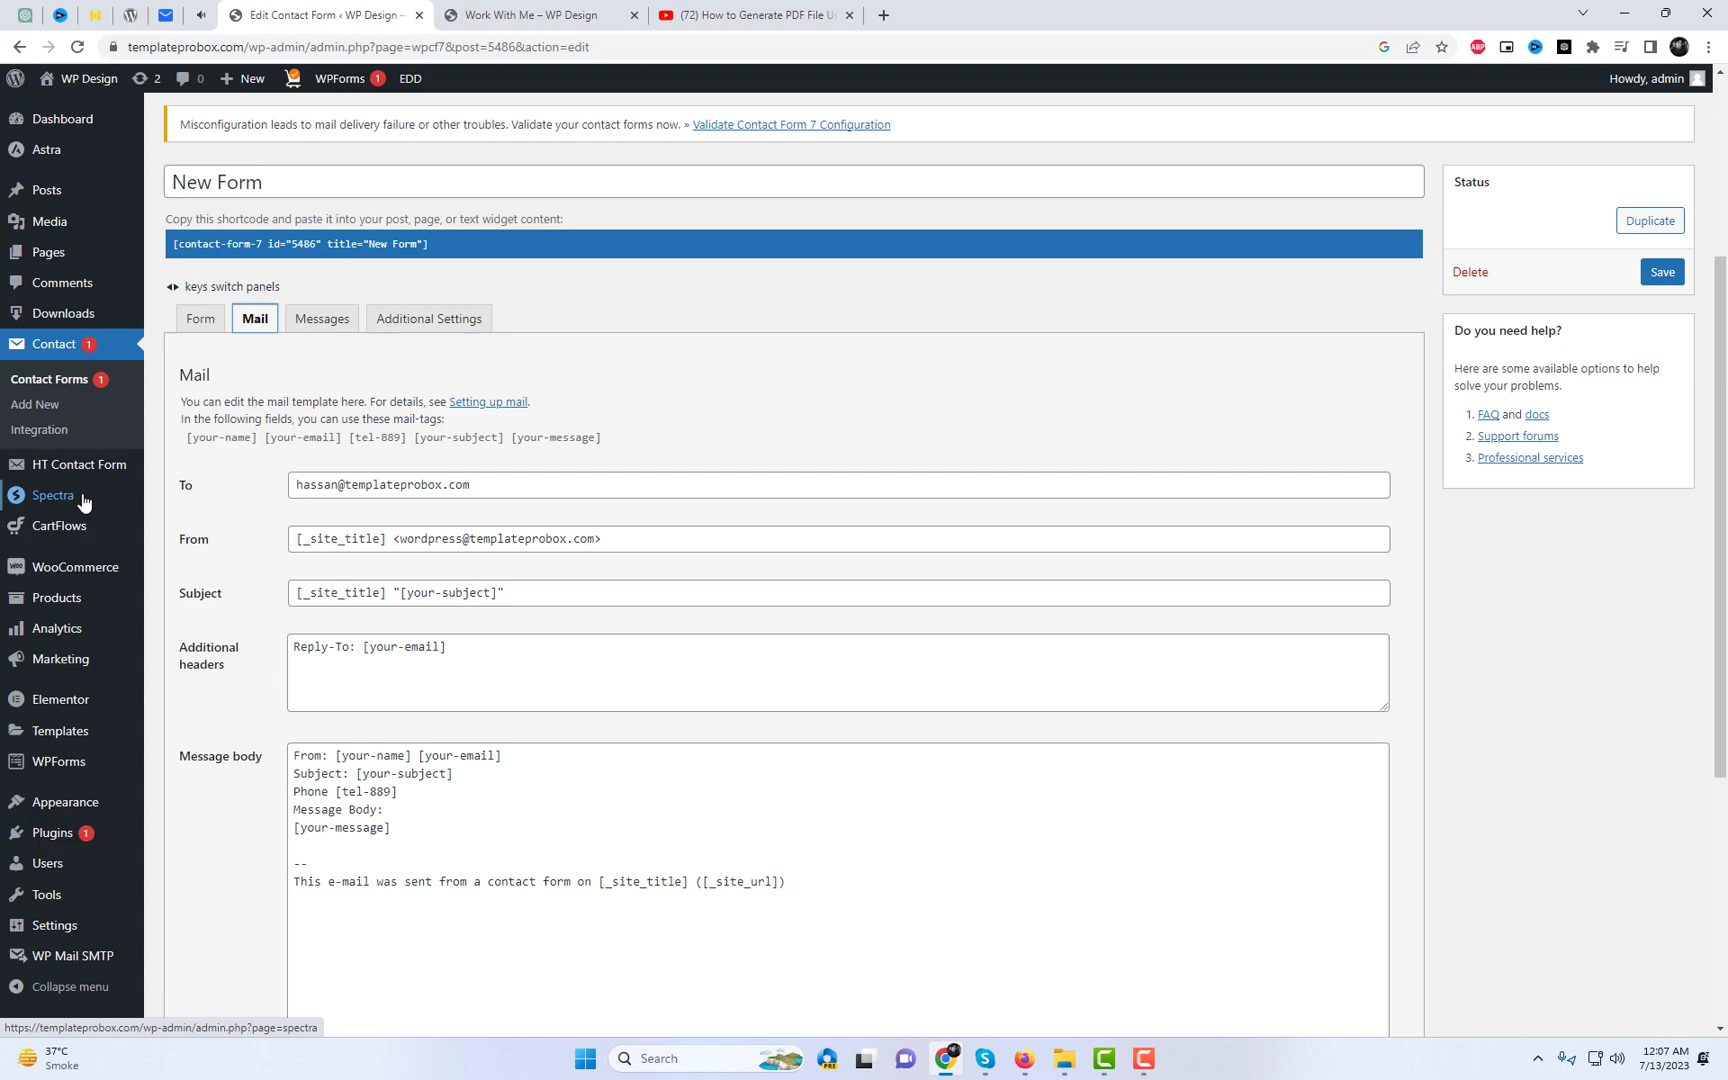 Edit Contact Form ‹ WP Design –
Work With Me – WP Design
(72) How to Generate PDF File U
templateprobox.com/wp-admin/admin.php?page=wpcf7&post=5486&action=edit
WP Design
2
0
New
WPForms 1
EDD
Howdy, admin
Dashboard
Astra
Posts
Media
Pages
Comments
Downloads
Contact 1
Contact Forms 1
Add New
Integration
HT Contact Form
Spectra
CartFlows
WooCommerce
Products
Analytics
Marketing
Elementor
Templates
WPForms
Appearance
Plugins 1
Users
Tools
Settings
WP Mail SMTP
Collapse menu
Misconfiguration leads to mail delivery failure or other troubles. Validate your contact forms now. » Validate Contact Form 7 Configuration
New Form
Copy this shortcode and paste it into your post, page, or text widget content:
[contact-form-7 id="5486" title="New Form"]
keys switch panels
Form
Mail
Messages
Additional Settings
Mail
You can edit the mail template here. For details, see Setting up mail.
In the following fields, you can use these mail-tags:
[your-name] [your-email] [tel-889] [your-subject] [your-message]
To
hassan@templateprobox.com
From
[_site_title] <wordpress@templateprobox.com>
Subject
[_site_title] "[your-subject]"
Additional
headers
Reply-To: [your-email]
Message body
From: [your-name] [your-email]
Subject: [your-subject]
Phone [tel-889]
Message Body:
[your-message]
--
This e-mail was sent from a contact form on [_site_title] ([_site_url])
Status
Duplicate
Delete
Save
Do you need help?
Here are some available options to help
solve your problems.
1. FAQ and docs
2. Support forums
3. Professional services
https://templateprobox.com/wp-admin/admin.php?page=spectra
37°C
Smoke
Search
PRE
12:07 AM
7/13/2023